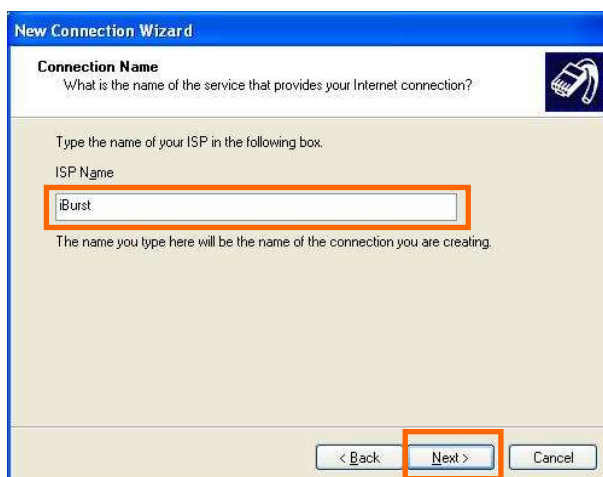 New Connection Wizard
Connection Name
What is the name of the service that provides your Internet connection?
Type the name of your ISP in the following box.
ISP Name
iBurst
The name you type here will be the name of the connection you are creating.
< Back
Next >
Cancel